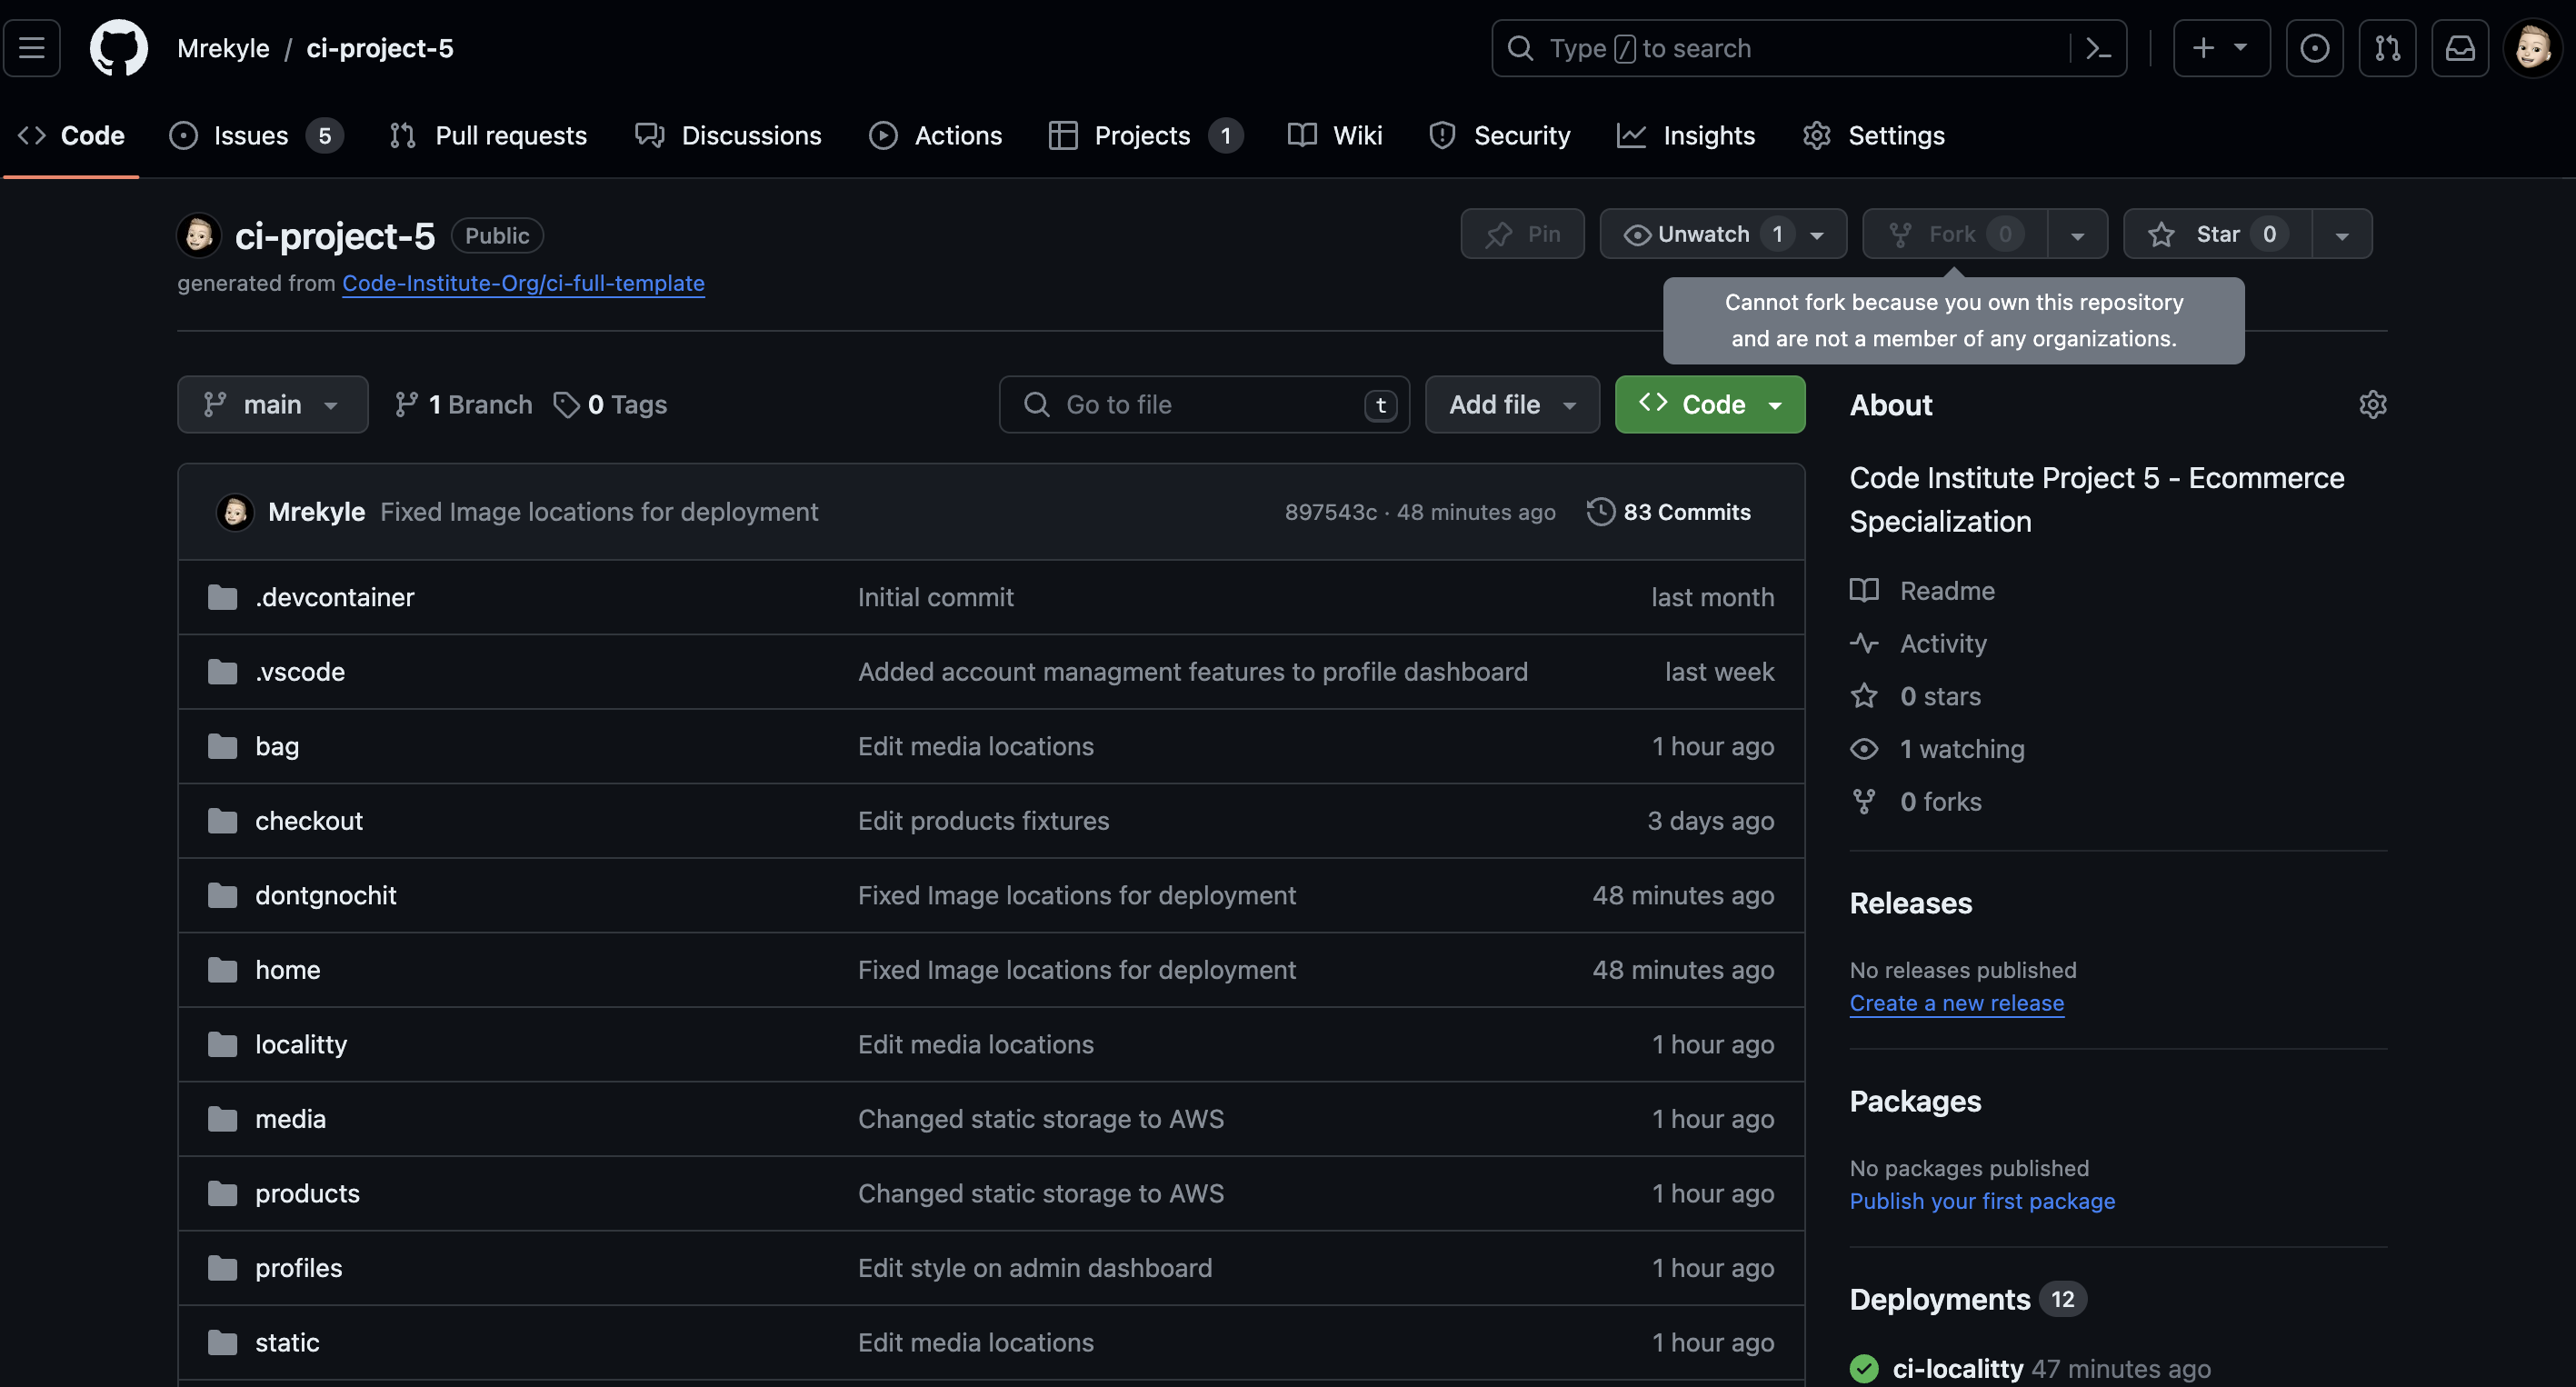 Mrekyle / ci-project-5
Type / to search
Code Issues 5 Pull requests Discussions Actions Projects 1 Wiki Security Insights Settings
ci-project-5 Public
Pin Unwatch 1 Fork 0 Star 0
generated from Code-Institute-Org/ci-full-template
Cannot fork because you own this repository
and are not a member of any organizations.
main 1 Branch 0 Tags
Go to file t Add file Code
Mrekyle Fixed Image locations for deployment 897543c · 48 minutes ago 83 Commits
.devcontainer Initial commit last month
.vscode Added account managment features to profile dashboard last week
bag Edit media locations 1 hour ago
checkout Edit products fixtures 3 days ago
dontgnochit Fixed Image locations for deployment 48 minutes ago
home Fixed Image locations for deployment 48 minutes ago
localitty Edit media locations 1 hour ago
media Changed static storage to AWS 1 hour ago
products Changed static storage to AWS 1 hour ago
profiles Edit style on admin dashboard 1 hour ago
static Edit media locations 1 hour ago
About
Code Institute Project 5 - Ecommerce
Specialization
Readme
Activity
0 stars
1 watching
0 forks
Releases
No releases published
Create a new release
Packages
No packages published
Publish your first package
Deployments 12
ci-localitty 47 minutes ago